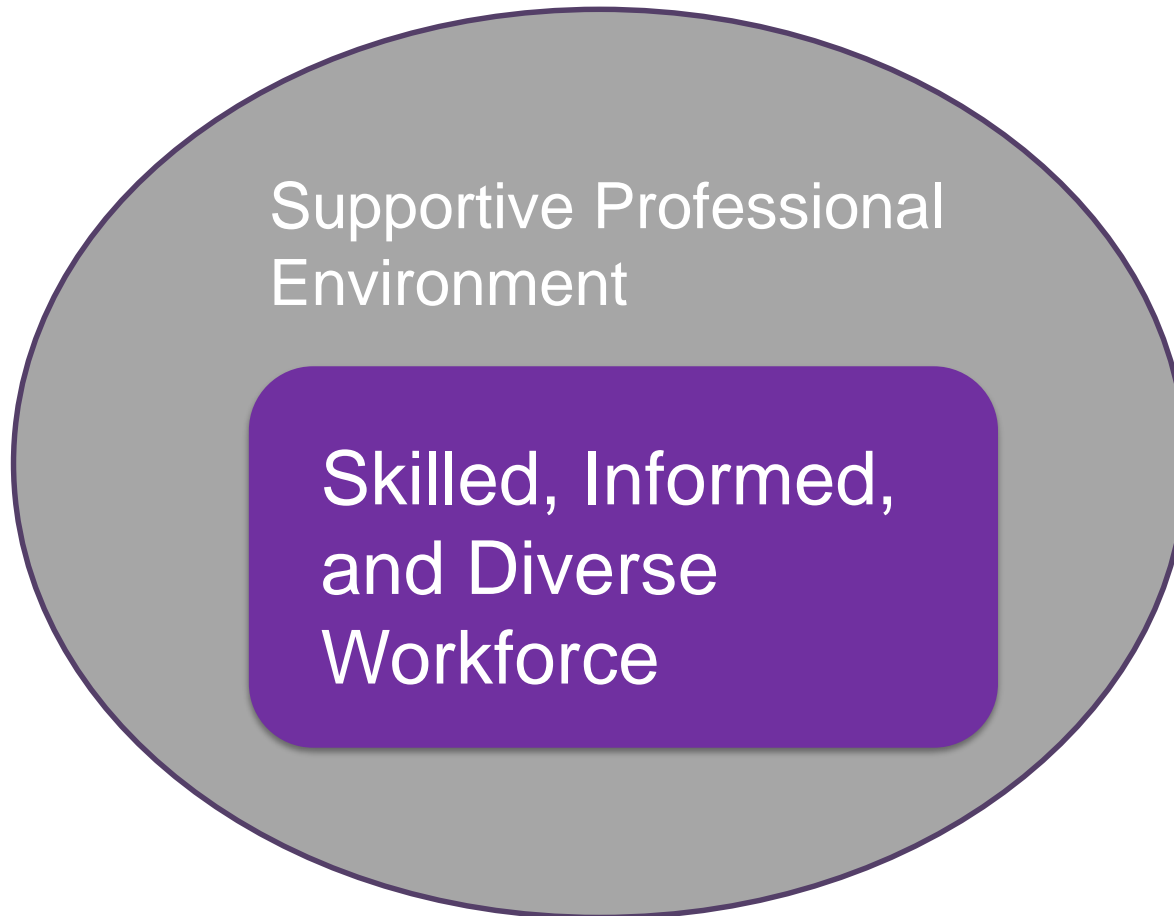 Supportive Professional
Environment
Skilled, Informed,
and Diverse
Workforce